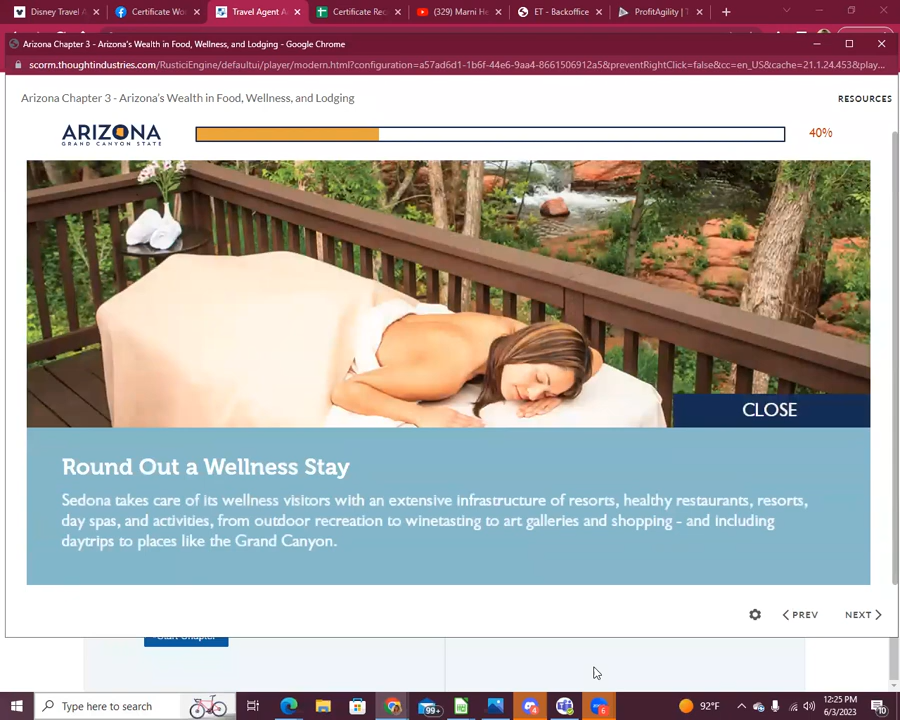 Disney Travel A
Certificate Wo
Travel Agent A
Certificate Rec
(329) Marni He
ET - Backoffice
ProfitAgility | T
Arizona Chapter 3 - Arizona's Wealth in Food, Wellness, and Lodging - Google Chrome
scorm.thoughtindustries.com/RusticiEngine/defaultui/player/modern.html?configuration=a57ad6d1-1b6f-44e6-9aa4-8661506912a5&preventRightClick=false&cc=en_US&cache=21.1.24.453&play...
Arizona Chapter 3 - Arizona's Wealth in Food, Wellness, and Lodging
RESOURCES
ARIZONA
GRAND CANYON STATE
40%
CLOSE
Round Out a Wellness Stay
Sedona takes care of its wellness visitors with an extensive infrastructure of resorts, healthy restaurants, resorts,
day spas, and activities, from outdoor recreation to winetasting to art galleries and shopping - and including
daytrips to places like the Grand Canyon.
PREV
NEXT
Start Chapter
Type here to search
99+
4
6
92°F
12:25 PM
6/3/2023
10